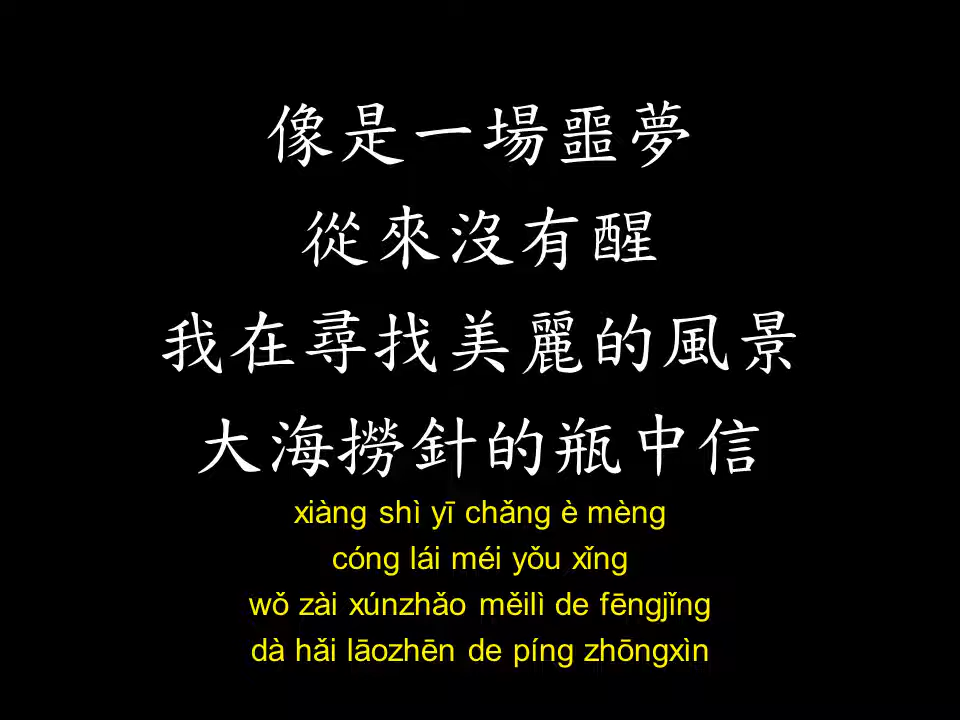 像是一場噩夢
從來沒有醒
我在尋找美麗的風景
大海撈針的瓶中信
xiàng shì yī chǎng è mèng
cóng lái méi yǒu xǐng
wǒ zài xúnzhǎo měilì de fēngjǐng
dà hǎi lāozhēn de píng zhōngxìn